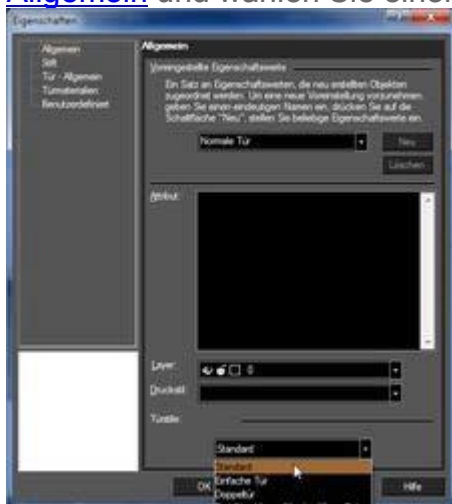 Allgemein und wählen Sie einen
Eigenschaften
Allgemein
Stift
Tür - Allgemein
Türmaterialien
Benutzerdefiniert
Allgemein
Voreingestellte Eigenschaftswerte
Ein Satz an Eigenschaftswerten, die neu erstellten Objekten
zugeordnet werden. Um eine neue Voreinstellung vorzunehmen,
geben Sie einen eindeutigen Namen ein, drücken Sie auf die
Schaltfläche "Neu", stellen Sie beliebige Eigenschaftswerte ein.
Normale Tür
Neu
Löschen
Attribut:
Layer:
0
Druckstil:
Türstile:
Standard
Standard
Einfache Tür
Doppeltür
OK
Hilfe